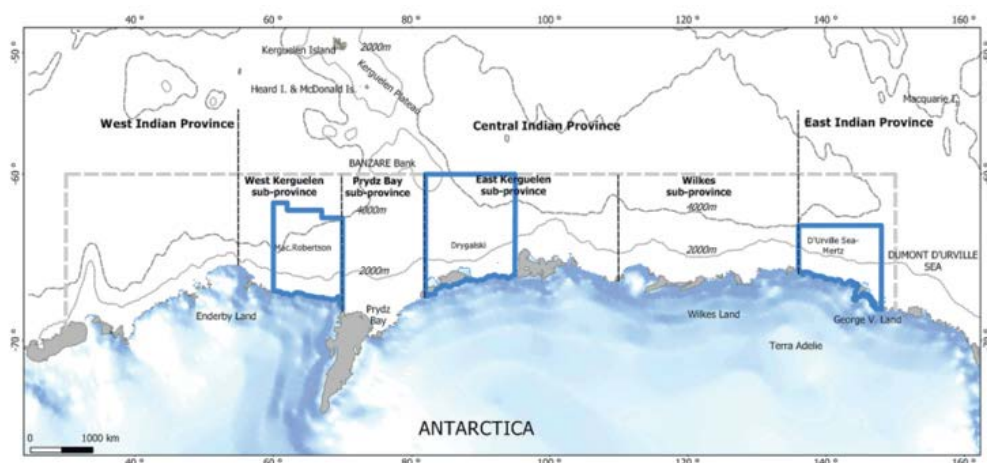 40 ° 60 ° 80 ° 100 ° 120 ° 140 ° 160 °
-50 °
-50 °
Kerguelen Island
2000m
4000m
Kerguelen Plateau
Heard I. & McDonald Is.
Macquarie I.
West Indian Province
Central Indian Province
East Indian Province
BANZARE Bank
-60 °
-60 °
West Kerguelen
sub-province
Prydz Bay
sub-province
East Kerguelen
sub-province
Wilkes
sub-province
4000m
4000m
Mac.Robertson
Drygalski
D'Urville Sea-
Mertz
2000m
2000m
DUMONT D'URVILLE
SEA
Enderby Land
Prydz
Bay
Wilkes Land
George V. Land
Terra Adelie
-70 °
-70 °
ANTARCTICA
0 1000 km
40 ° 60 ° 80 ° 100 ° 120 ° 140 ° 160 °